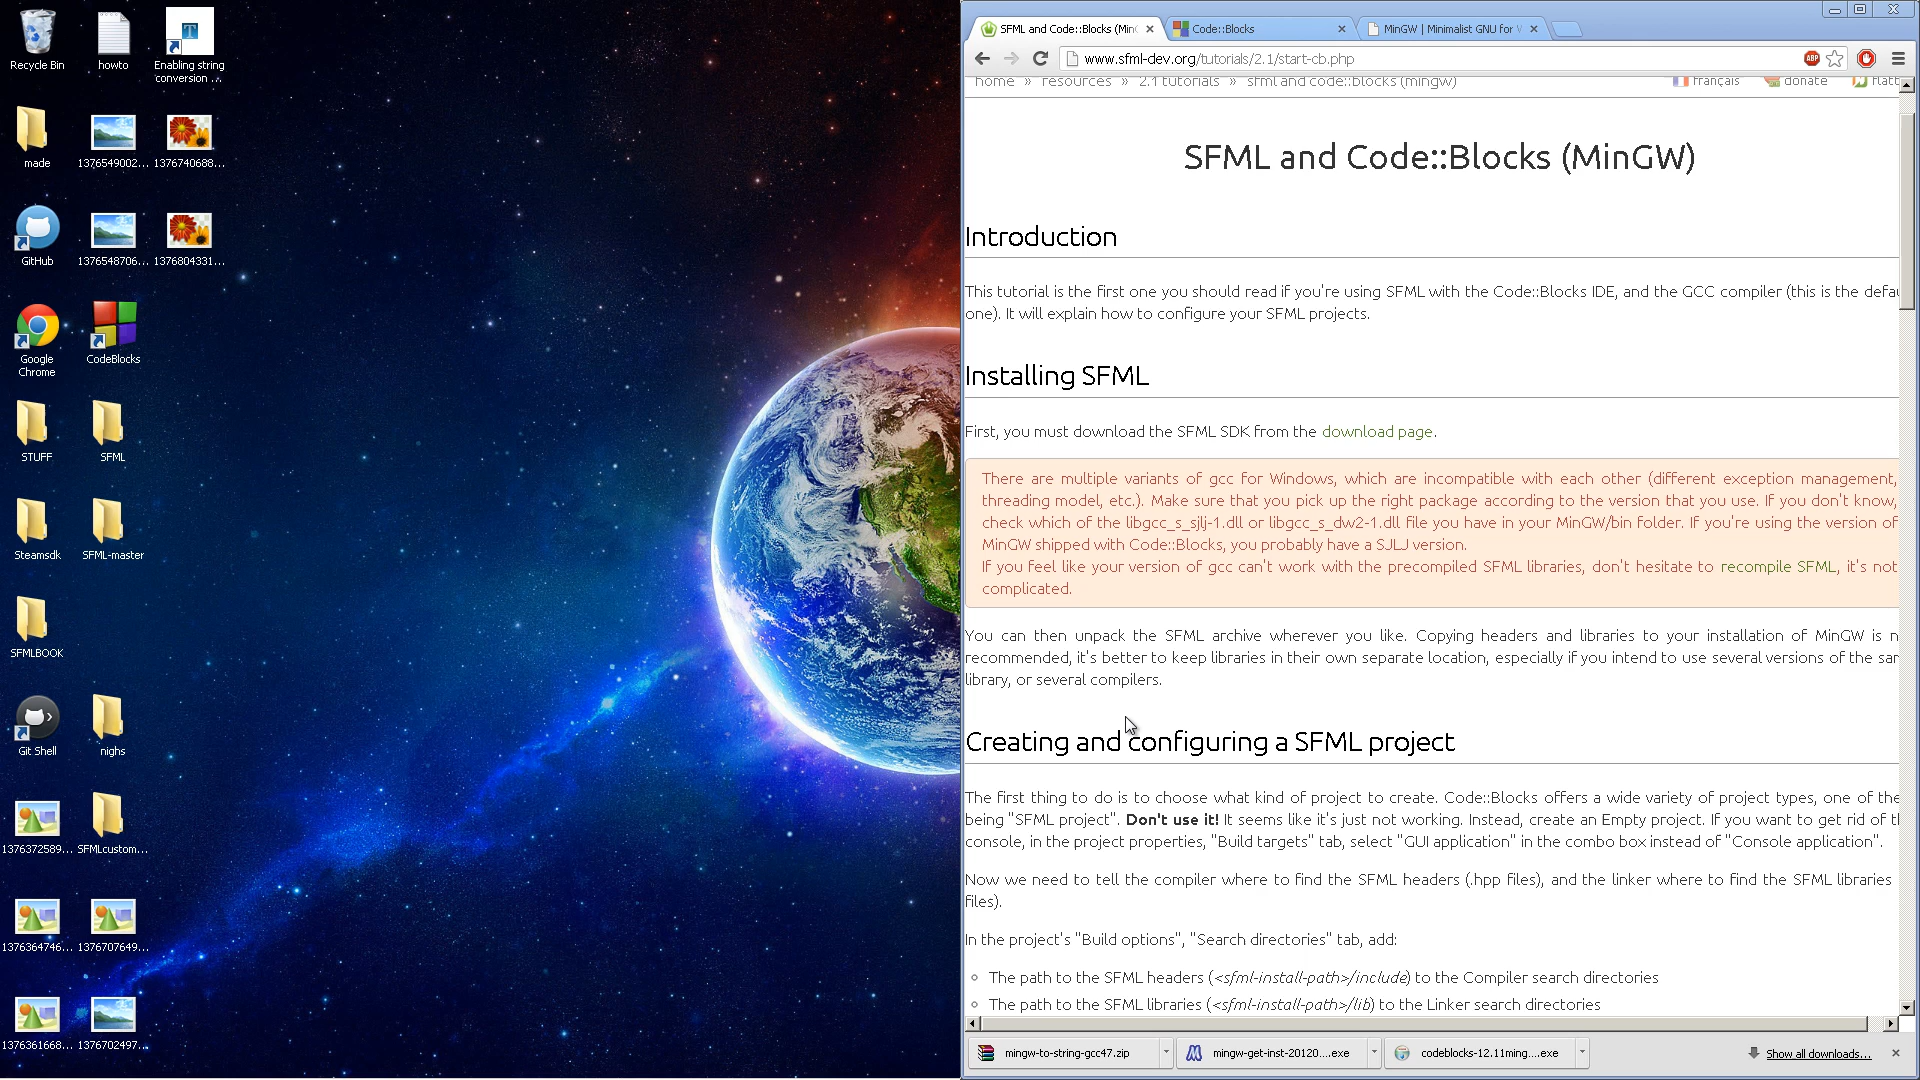 Recycle Bin
howto
Enabling string
conversion ...
made
1376549002...
1376740688...
GitHub
1376548706...
1376804331...
Google
Chrome
CodeBlocks
STUFF
SFML
Steamsdk
SFML-master
SFMLBOOK
Git Shell
nighs
1376372589...
SFMLcustom...
1376364746...
1376707649...
1376361668...
1376702497...
SFML and Code::Blocks (Min
Code::Blocks
MinGW | Minimalist GNU for
www.sfml-dev.org/tutorials/2.1/start-cb.php
ABP
home » resources » 2.1 tutorials » sfml and code::blocks (mingw)
français
donate
flatt
SFML and Code::Blocks (MinGW)
Introduction
This tutorial is the first one you should read if you're using SFML with the Code::Blocks IDE, and the GCC compiler (this is the defau
one). It will explain how to configure your SFML projects.
Installing SFML
First, you must download the SFML SDK from the download page.
There are multiple variants of gcc for Windows, which are incompatible with each other (different exception management,
threading model, etc.). Make sure that you pick up the right package according to the version that you use. If you don't know,
check which of the libgcc_s_sjlj-1.dll or libgcc_s_dw2-1.dll file you have in your MinGW/bin folder. If you're using the version of
MinGW shipped with Code::Blocks, you probably have a SJLJ version.
If you feel like your version of gcc can't work with the precompiled SFML libraries, don't hesitate to recompile SFML, it's not
complicated.
You can then unpack the SFML archive wherever you like. Copying headers and libraries to your installation of MinGW is n
recommended, it's better to keep libraries in their own separate location, especially if you intend to use several versions of the sam
library, or several compilers.
Creating and configuring a SFML project
The first thing to do is to choose what kind of project to create. Code::Blocks offers a wide variety of project types, one of the
being "SFML project". Don't use it! It seems like it's just not working. Instead, create an Empty project. If you want to get rid of th
console, in the project properties, "Build targets" tab, select "GUI application" in the combo box instead of "Console application".
Now we need to tell the compiler where to find the SFML headers (.hpp files), and the linker where to find the SFML libraries
files).
In the project's "Build options", "Search directories" tab, add:
The path to the SFML headers (<sfml-install-path>/include) to the Compiler search directories
The path to the SFML libraries (<sfml-install-path>/lib) to the Linker search directories
mingw-to-string-gcc47.zip
mingw-get-inst-20120....exe
codeblocks-12.11ming....exe
Show all downloads...